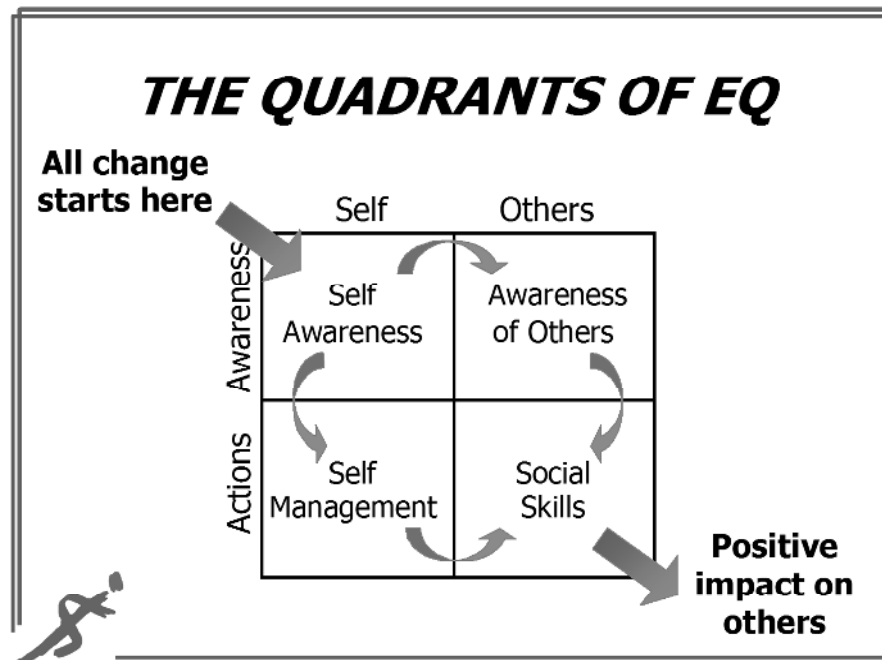 THE QUADRANTS OF EQ
All change
starts here
Self
Others
Awareness
Self
Awareness
Awareness
of Others
Actions
Self
Management
Social
Skills
Positive
impact on
others